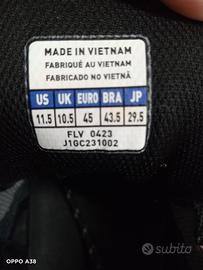 MADE IN VIETNAM
FABRIQUÉ AU VIETNAM
FABRICADO NO VIETNÃ
US UK EURO BRA JP
11.5 10.5 45 43.5 29.5
FLV 0423
J1GC231002
subito
OPPO A38